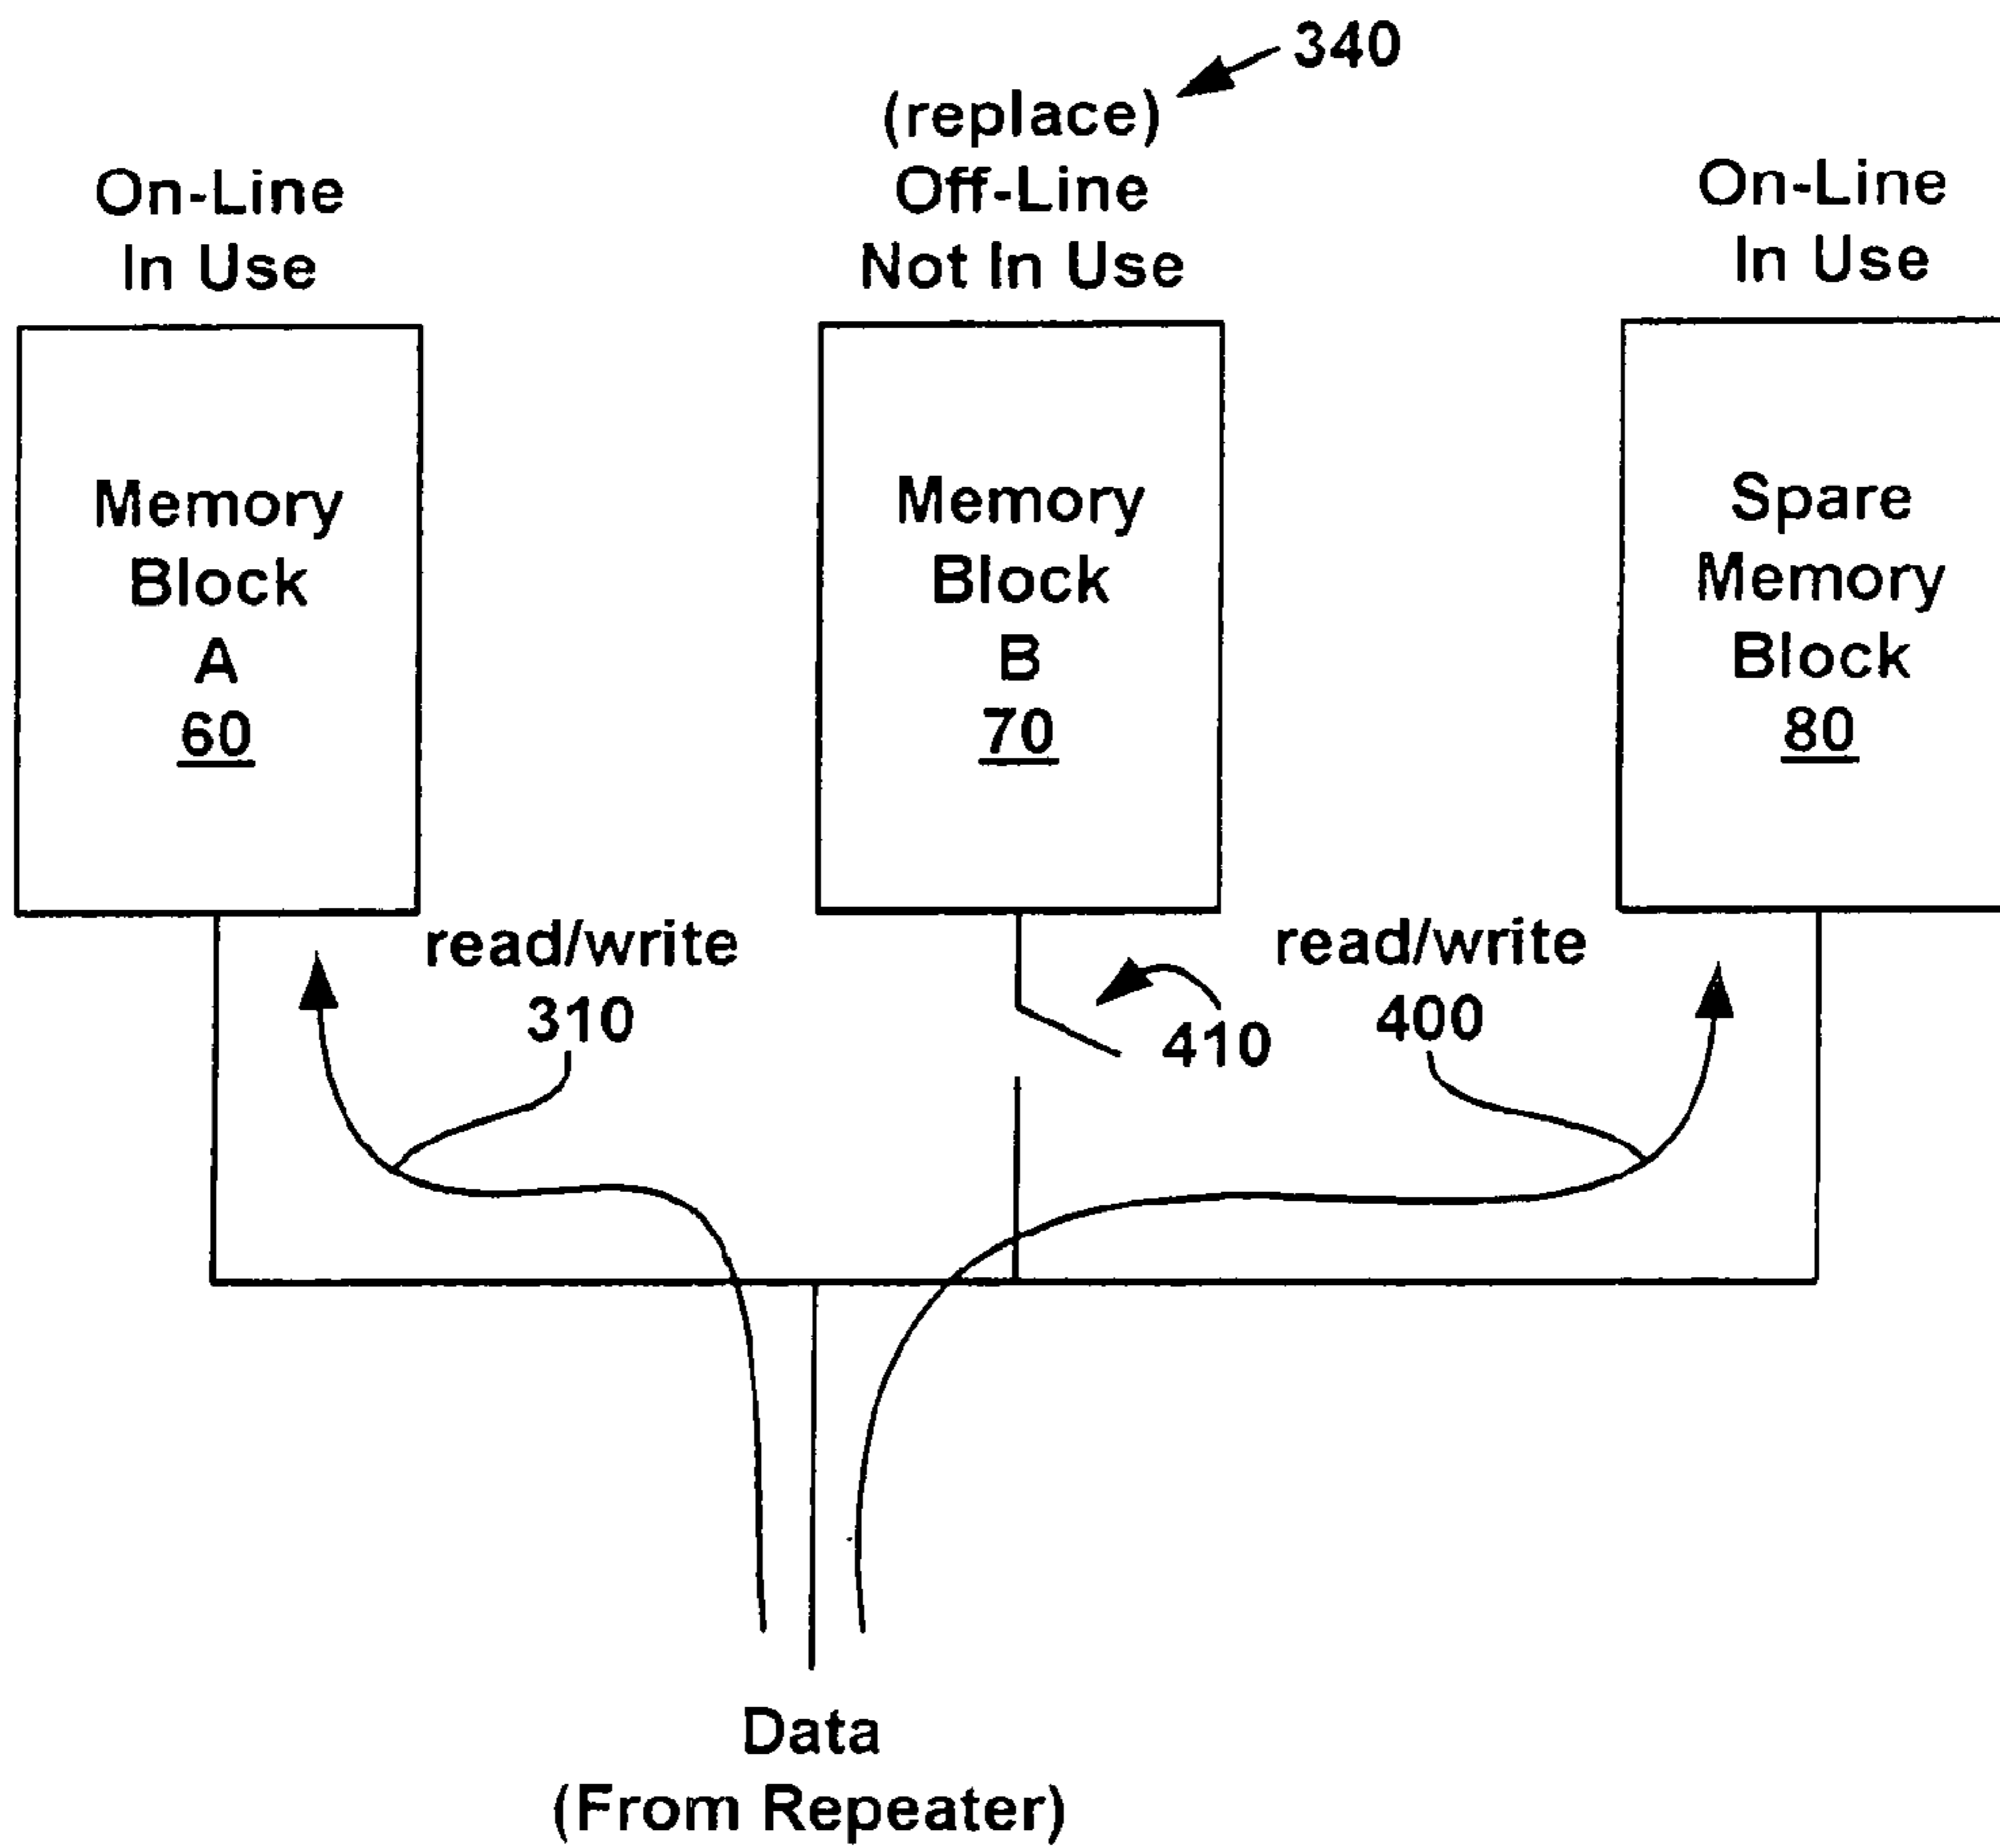 340
(replace)
On-Line
In Use
Off-Line
Not In Use
On-Line
In Use
Memory
Block
A
60
Memory
Block
B
70
Spare
Memory
Block
80
read/write
310
410
read/write
400
Data
(From Repeater)